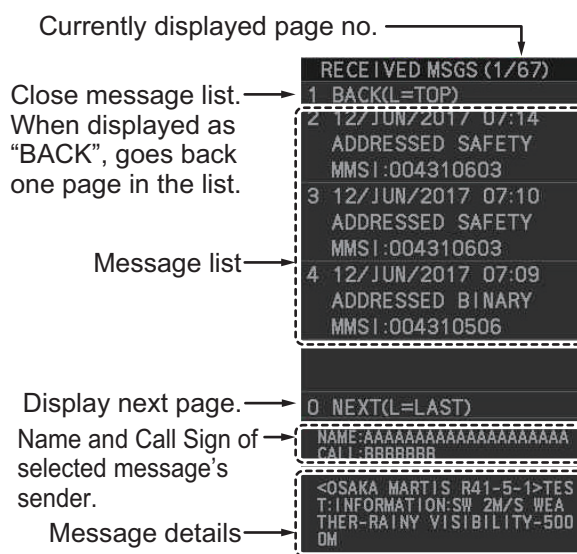 Currently displayed page no.
RECEIVED MSGS (1/67)
Close message list.
When displayed as
“BACK”, goes back
one page in the list.
1 BACK(L=TOP)
2 12/JUN/2017 07:14
ADDRESSED SAFETY
MMSI:004310603
3 12/JUN/2017 07:10
ADDRESSED SAFETY
MMSI:004310603
Message list
4 12/JUN/2017 07:09
ADDRESSED BINARY
MMSI:004310506
Display next page.
0 NEXT(L=LAST)
Name and Call Sign of
selected message’s
sender.
NAME:AAAAAAAAAAAAAAAAAAAA
CALL:BBBBBBB
Message details
<OSAKA MARTIS R41-5-1>TES
T:INFORMATION:SW 2M/S WEA
THER-RAINY VISIBILITY-500
0M